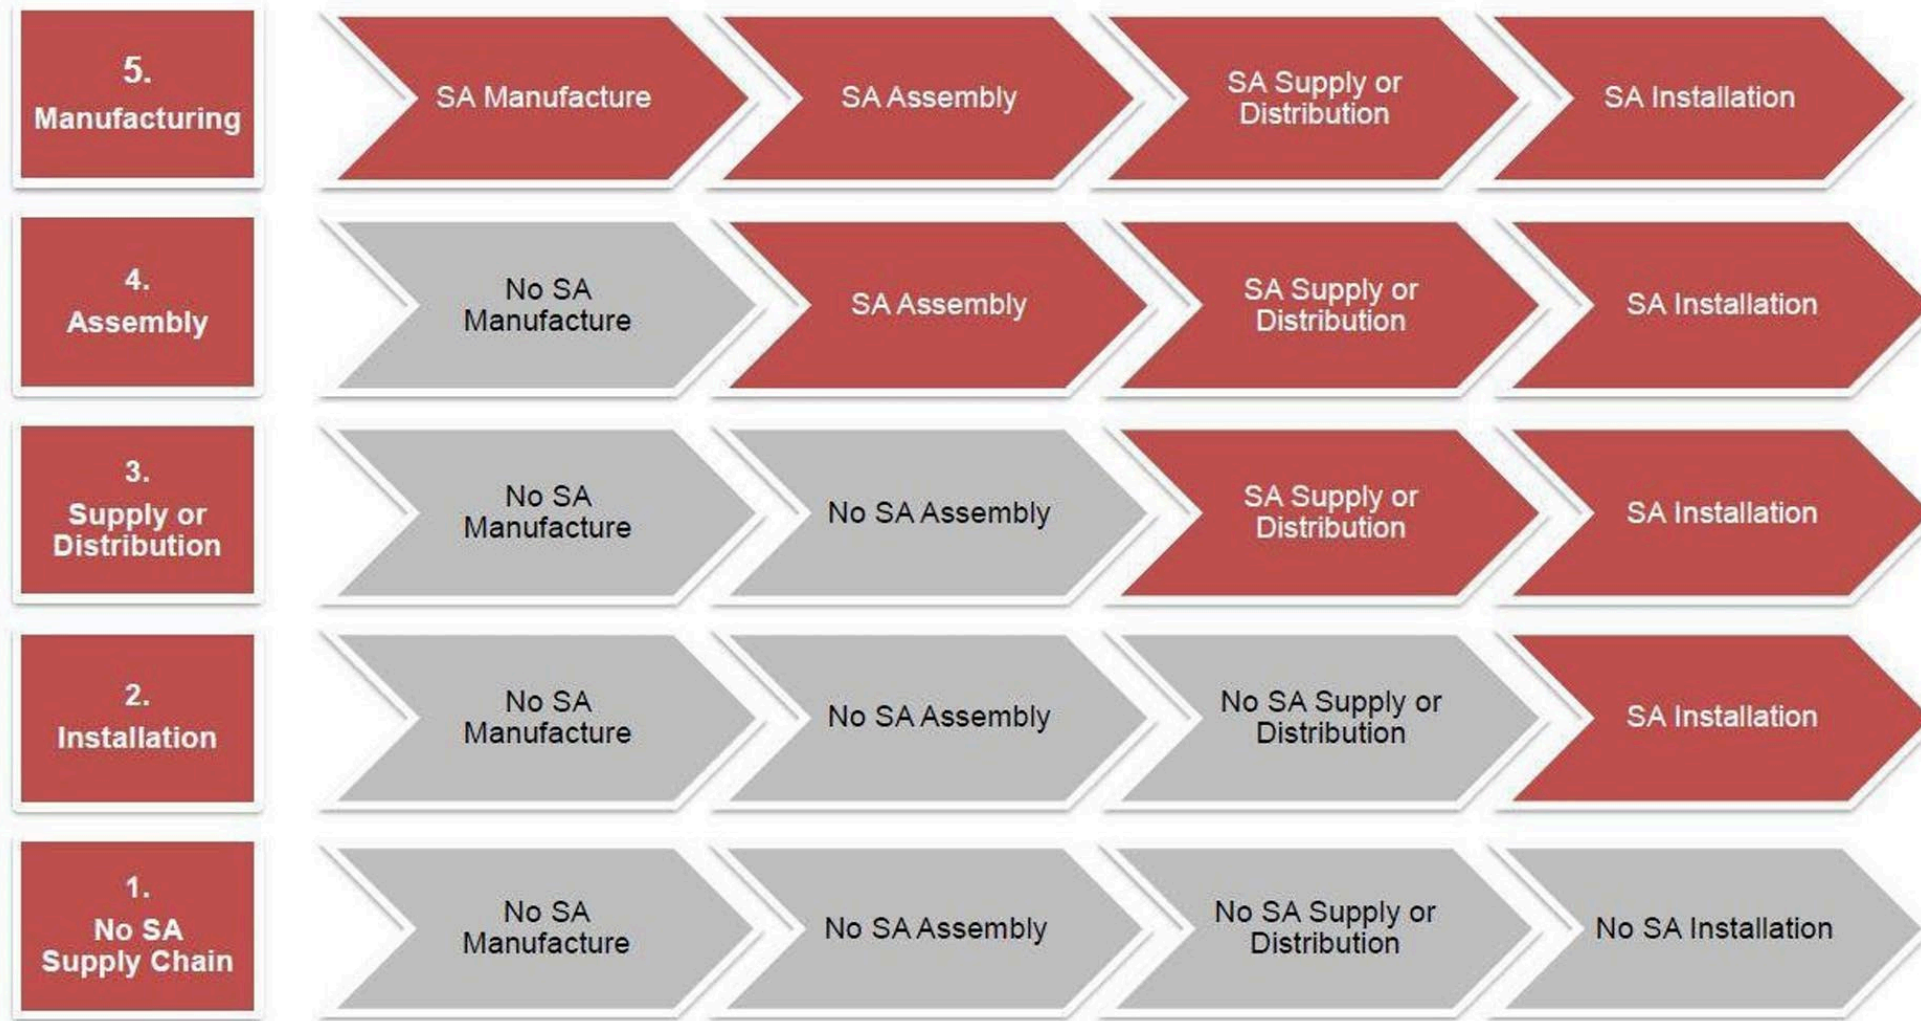 5.
Manufacturing
SA Manufacture
SA Assembly
SA Supply or
Distribution
SA Installation
4.
Assembly
No SA
Manufacture
SA Assembly
SA Supply or
Distribution
SA Installation
3.
Supply or
Distribution
No SA
Manufacture
No SA Assembly
SA Supply or
Distribution
SA Installation
2.
Installation
No SA
Manufacture
No SA Assembly
No SA Supply or
Distribution
SA Installation
1.
No SA
Supply Chain
No SA
Manufacture
No SA Assembly
No SA Supply or
Distribution
No SA Installation